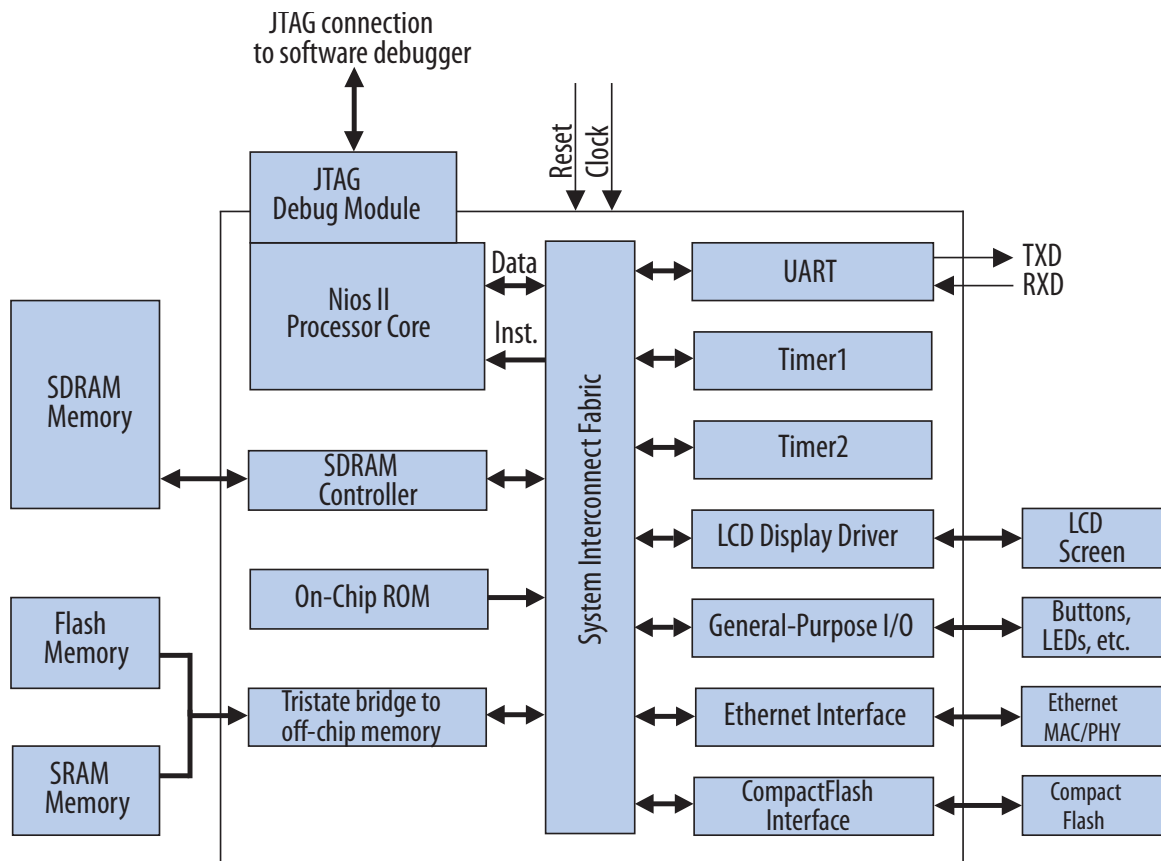 JTAG connection
to software debugger
Reset
Clock
JTAG
Debug Module
Nios II
Processor Core
Data
Inst.
System Interconnect Fabric
UART
TXD
RXD
Timer1
Timer2
SDRAM
Memory
SDRAM
Controller
LCD Display Driver
LCD
Screen
On-Chip ROM
General-Purpose I/O
Buttons,
LEDs, etc.
Flash
Memory
Tristate bridge to
off-chip memory
Ethernet Interface
Ethernet
MAC/PHY
SRAM
Memory
CompactFlash
Interface
Compact
Flash